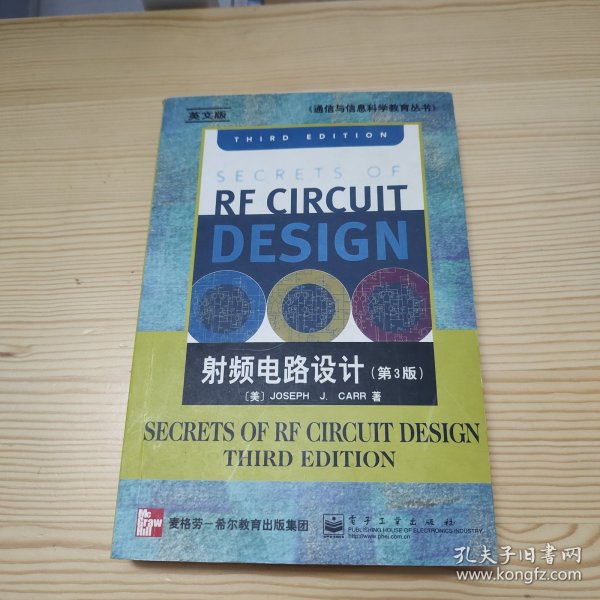 英文版
《通信与信息科学教育丛书》
THIRD EDITION
SECRETS OF
RF CIRCUIT
DESIGN
射频电路设计(第3版)
〔美〕JOSEPH J. CARR 著
SECRETS OF RF CIRCUIT DESIGN
THIRD EDITION
Mc
Graw
Hill
麦格劳-希尔教育出版集团
电子工业出版社
PUBLISHING HOUSE OF ELECTRONICS INDUSTRY
http://www.phei.com.cn
孔夫子旧书网
www.kongfz.com